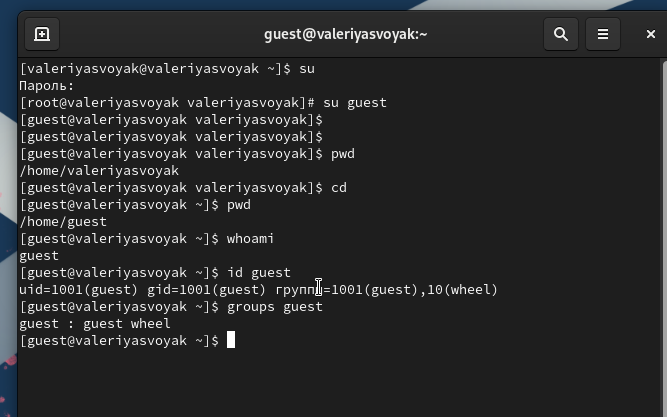 guest@valeriyasvoyak:~
[valeriyasvoyak@valeriyasvoyak ~]$ su
Пароль:
[root@valeriyasvoyak valeriyasvoyak]# su guest
[guest@valeriyasvoyak valeriyasvoyak]$
[guest@valeriyasvoyak valeriyasvoyak]$
[guest@valeriyasvoyak valeriyasvoyak]$ pwd
/home/valeriyasvoyak
[guest@valeriyasvoyak valeriyasvoyak]$ cd
[guest@valeriyasvoyak ~]$ pwd
/home/guest
[guest@valeriyasvoyak ~]$ whoami
guest
[guest@valeriyasvoyak ~]$ id guest
uid=1001(guest) gid=1001(guest) группы=1001(guest),10(wheel)
[guest@valeriyasvoyak ~]$ groups guest
guest : guest wheel
[guest@valeriyasvoyak ~]$